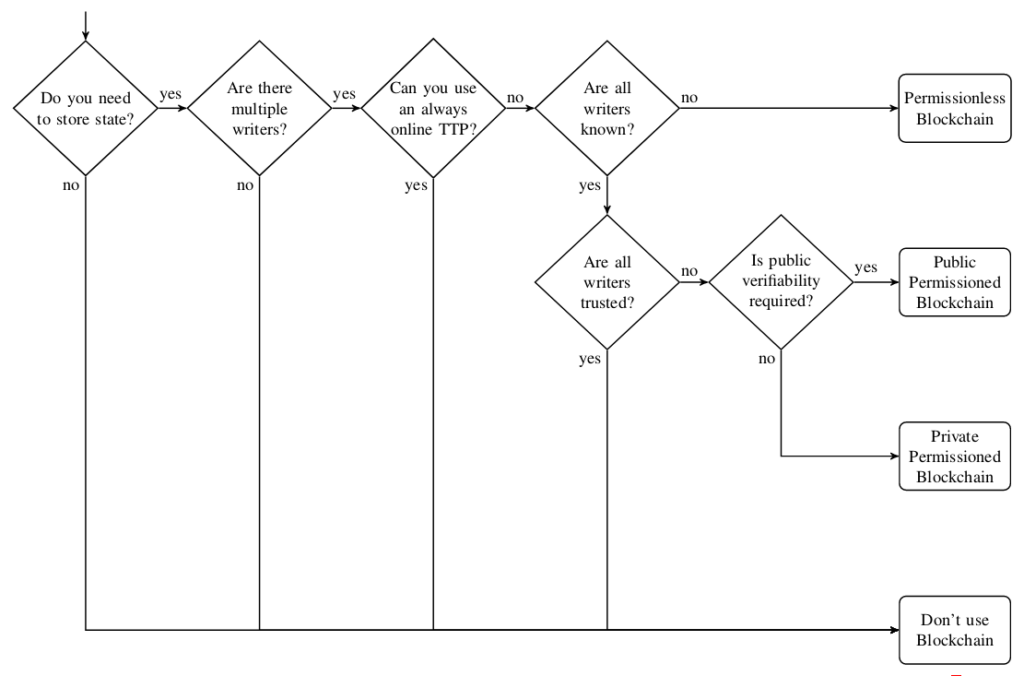 Do you need
to store state?
yes
no
Are there
multiple
writers?
yes
no
Can you use
an always
online TTP?
no
yes
Are all
writers
known?
no
yes
Permissionless
Blockchain
Are all
writers
trusted?
no
yes
Is public
verifiability
required?
yes
no
Public
Permissioned
Blockchain
Private
Permissioned
Blockchain
Don't use
Blockchain